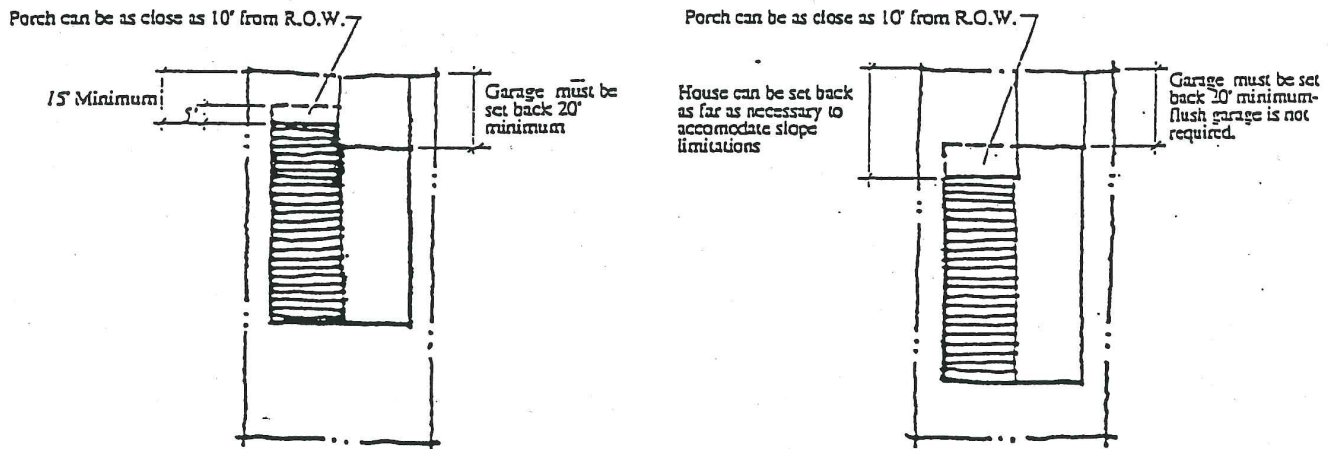 Porch can be as close as 10' from R.O.W.
15' Minimum
5'
Garage must be
set back 20'
minimum
Porch can be as close as 10' from R.O.W.
House can be set back
as far as necessary to
accomodate slope
limitations
Garage must be set
back 20' minimum-
flush garage is not
required.